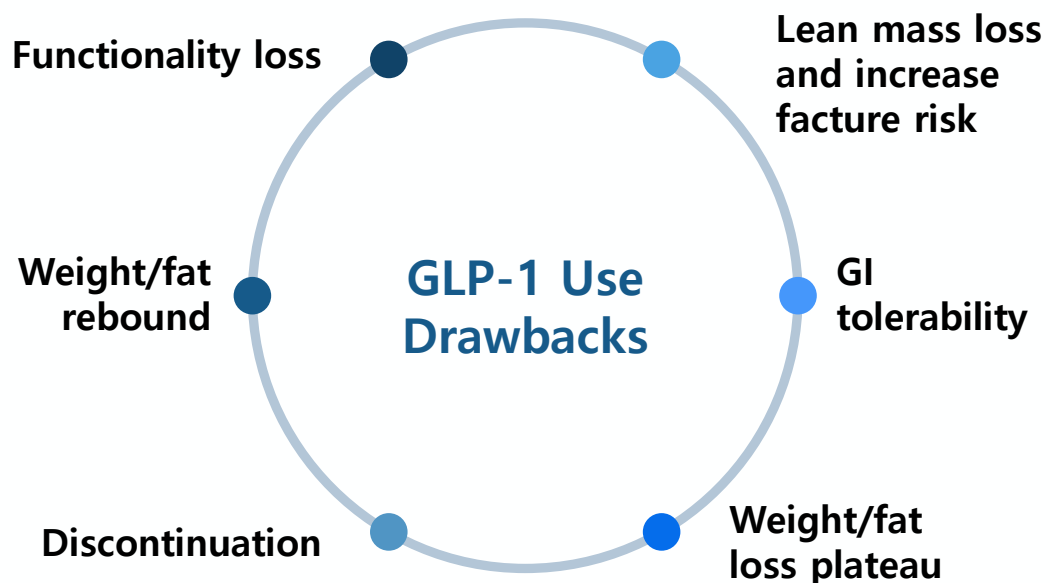 Functionality loss
Lean mass loss
and increase
facture risk
Weight/fat
rebound
GLP-1 Use
Drawbacks
GI
tolerability
Discontinuation
Weight/fat
loss plateau